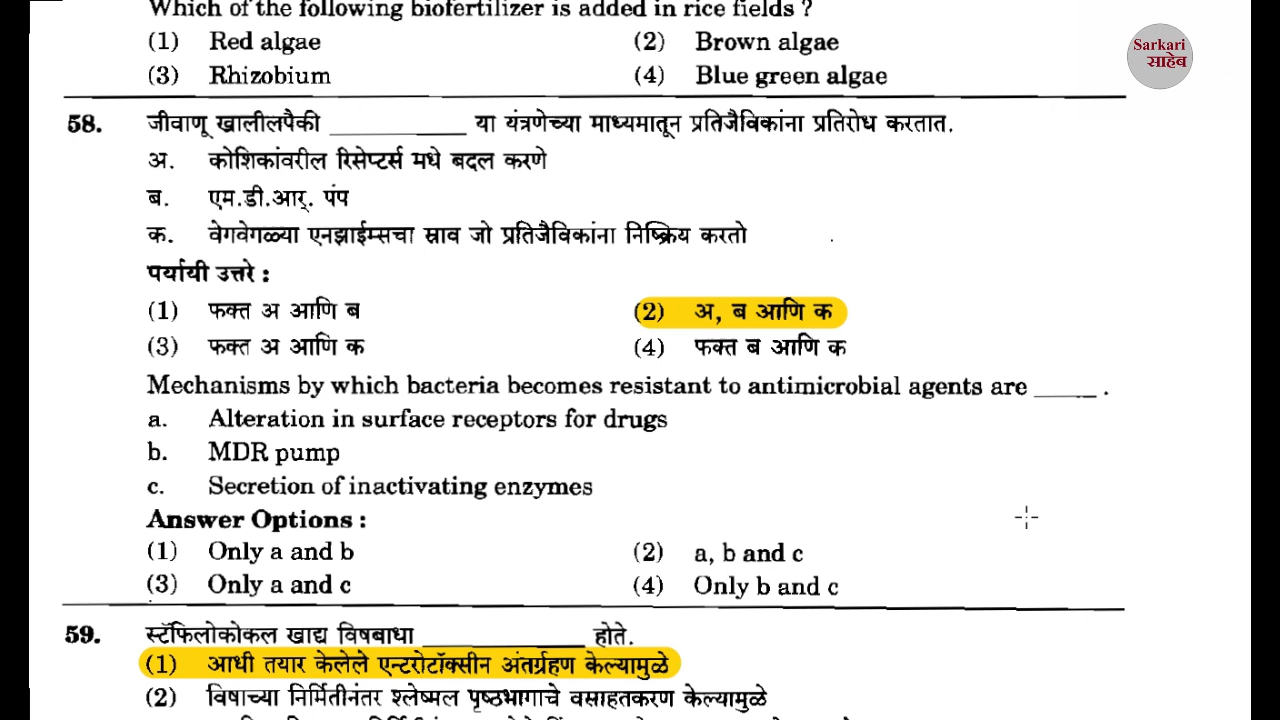 Which of the following biofertilizer is added in rice fields ?
(1) Red algae (2) Brown algae
(3) Rhizobium (4) Blue green algae
Sarkari
साहेब
58. जीवाणू खालीलपैकी __________ या यंत्रणेच्या माध्यमातून प्रतिजैविकांना प्रतिरोध करतात.
अ. कोशिकांवरील रिसेप्टर्स मधे बदल करणे
ब. एम.डी.आर्. पंप
क. वेगवेगळ्या एनझाईम्सचा स्राव जो प्रतिजैविकांना निष्क्रिय करतो
पर्यायी उत्तरे :
(1) फक्त अ आणि ब (2) अ, ब आणि क
(3) फक्त अ आणि क (4) फक्त ब आणि क
Mechanisms by which bacteria becomes resistant to antimicrobial agents are _____ .
a. Alteration in surface receptors for drugs
b. MDR pump
c. Secretion of inactivating enzymes
Answer Options :
(1) Only a and b (2) a, b and c
(3) Only a and c (4) Only b and c
59. स्टॅफिलोकोकल खाद्य विषबाधा ____________ होते.
(1) आधी तयार केलेले एन्टरोटॉक्सीन अंतर्ग्रहण केल्यामुळे
(2) विषाच्या निर्मितीनंतर श्लेष्मल पृष्ठभागाचे वसाहतकरण केल्यामुळे